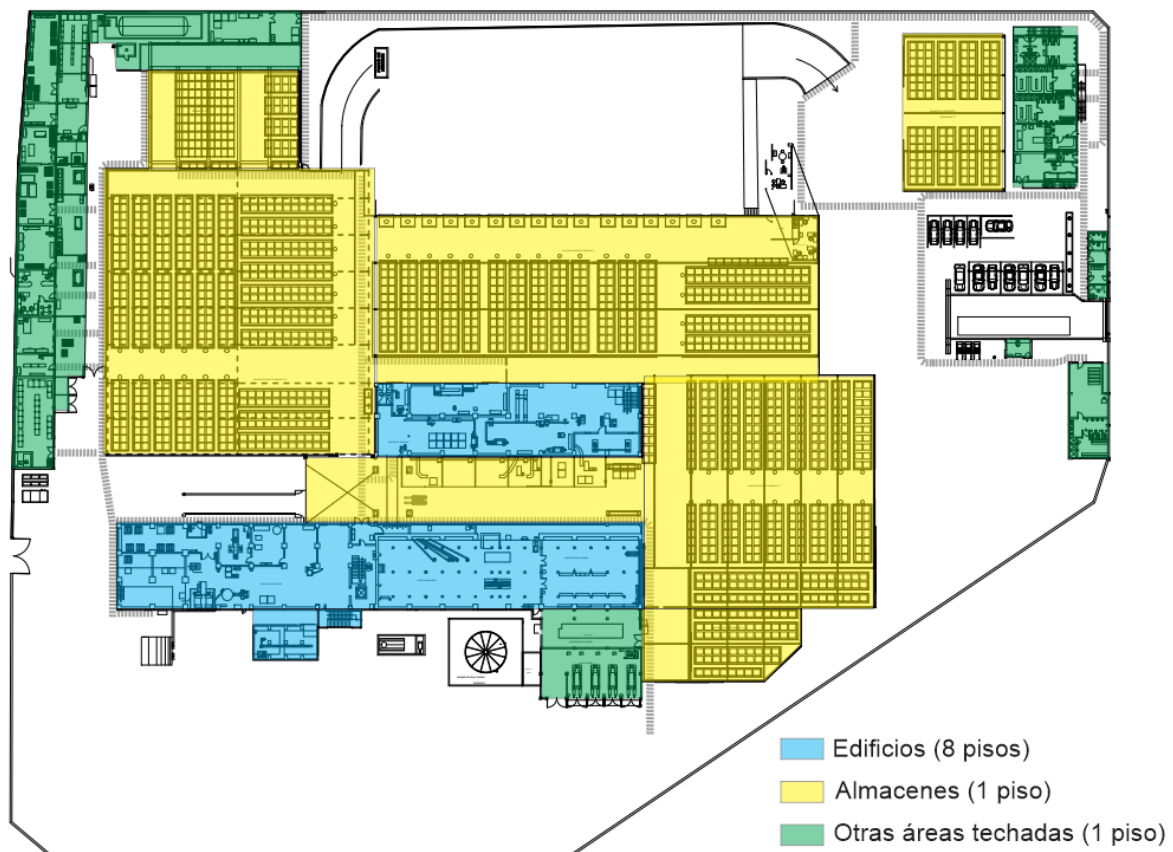 Edificios (8 pisos)
Almacenes (1 piso)
Otras áreas techadas (1 piso)